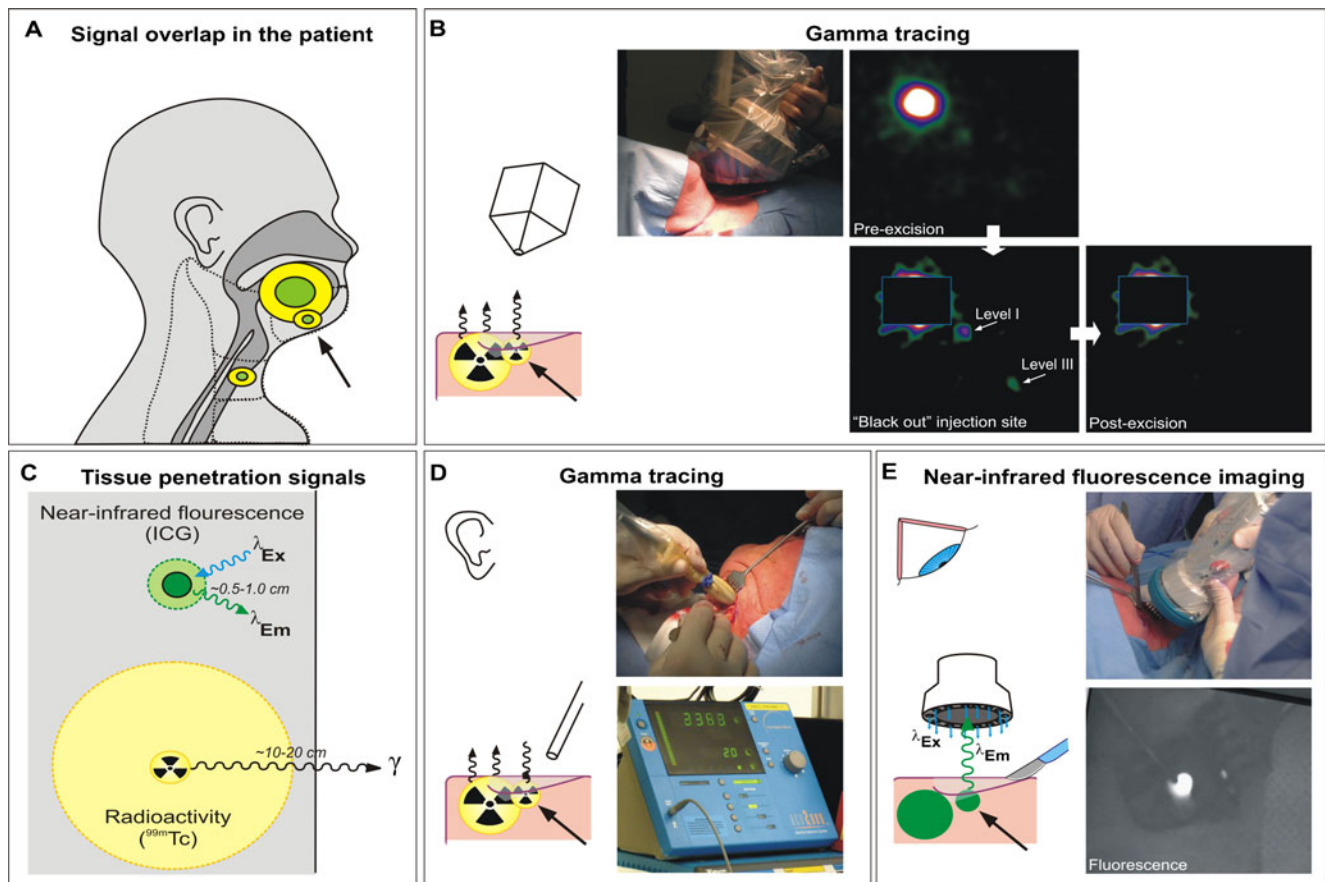 A
Signal overlap in the patient
B
Gamma tracing
Pre-excision
Level I
Level III
"Black out" injection site
Post-excision
C
Tissue penetration signals
Near-infrared flourescence
(ICG)
λEx
~0.5-1.0 cm
λEm
~10-20 cm
γ
Radioactivity
(⁹⁹ᵐTc)
D
Gamma tracing
3383
20
E
Near-infrared fluorescence imaging
λEx
λEm
Fluorescence